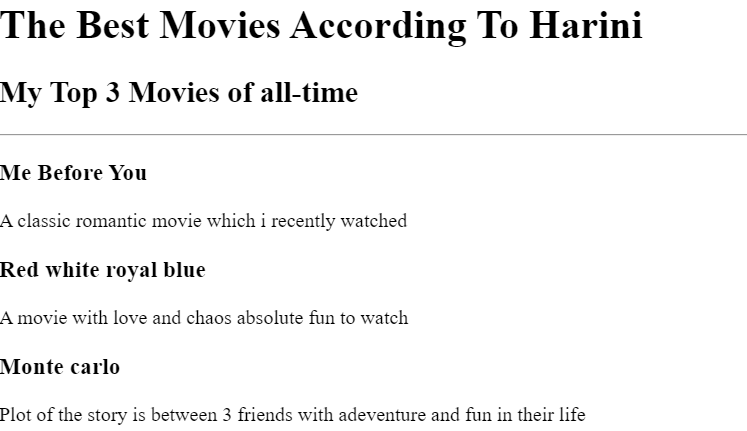 The Best Movies According To Harini
My Top 3 Movies of all-time
Me Before You
A classic romantic movie which i recently watched
Red white royal blue
A movie with love and chaos absolute fun to watch
Monte carlo
Plot of the story is between 3 friends with adeventure and fun in their life